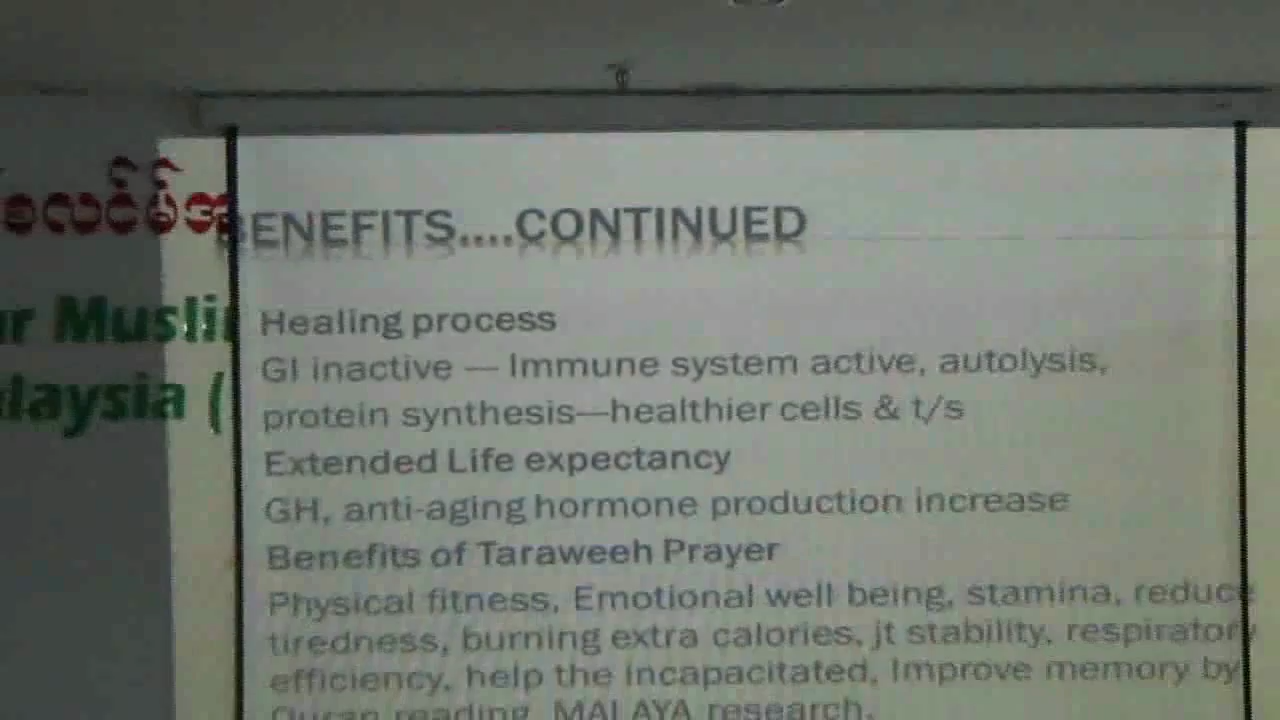 BENEFITS....CONTINUED
Healing process
GI inactive — Immune system active, autolysis,
protein synthesis—healthier cells & t/s
Extended Life expectancy
GH, anti-aging hormone production increase
Benefits of Taraweeh Prayer
Physical fitness, Emotional well being, stamina, reduce
tiredness, burning extra calories, jt stability, respiratory
efficiency, help the incapacitated, Improve memory by
Quran reading, MALAYA research.
ur Muslim
alaysia (